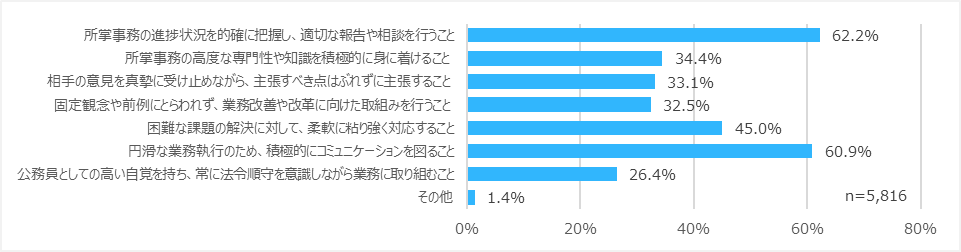 所掌事務の進捗状況を的確に把握し、適切な報告や相談を行うこと 62.2%
所掌事務の高度な専門性や知識を積極的に身に着けること 34.4%
相手の意見を真摯に受け止めながら、主張すべき点はぶれずに主張すること 33.1%
固定観念や前例にとらわれず、業務改善や改革に向けた取組みを行うこと 32.5%
困難な課題の解決に対して、柔軟に粘り強く対応すること 45.0%
円滑な業務執行のため、積極的にコミュニケーションを図ること 60.9%
公務員としての高い自覚を持ち、常に法令順守を意識しながら業務に取り組むこと 26.4%
その他 1.4% n=5,816
0% 20% 40% 60% 80%